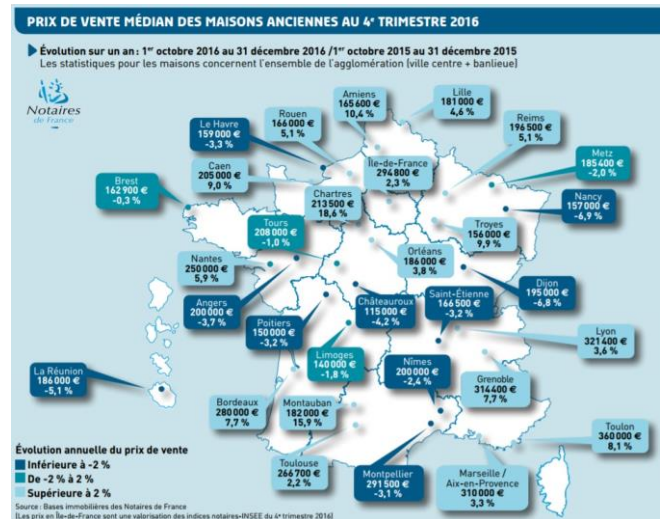 PRIX DE VENTE MÉDIAN DES MAISONS ANCIENNES AU 4e TRIMESTRE 2016
Évolution sur un an : 1er octobre 2016 au 31 décembre 2016 /1er octobre 2015 au 31 décembre 2015
Les statistiques pour les maisons concernent l'ensemble de l'agglomération (ville centre + banlieue)
Notaires
de France
Amiens
165 600 €
10,4 %
Lille
181 000 €
4,6 %
Rouen
166 000 €
5,1 %
Reims
196 500 €
5,1 %
Le Havre
159 000 €
-3,3 %
Metz
185 400 €
-2,0 %
Caen
205 000 €
9,0 %
Île-de-France
294 800 €
2,3 %
Brest
162 900 €
-0,3 %
Nancy
157 000 €
-6,9 %
Chartres
213 500 €
18,6 %
Troyes
156 000 €
9,9 %
Tours
208 000 €
-1,0 %
Orléans
186 000 €
3,8 %
Nantes
250 000 €
5,9 %
Dijon
195 000 €
-6,8 %
Angers
200 000 €
-3,7 %
Châteauroux
115 000 €
-4,2 %
Saint-Étienne
166 500 €
-3,2 %
Poitiers
150 000 €
-3,2 %
Lyon
321 400 €
3,6 %
Limoges
140 000 €
-1,8 %
La Réunion
186 000 €
-5,1 %
Nîmes
200 000 €
-2,4 %
Grenoble
314 400 €
7,7 %
Bordeaux
280 000 €
7,7 %
Montauban
182 000 €
15,9 %
Toulon
360 000 €
8,1 %
Toulouse
266 700 €
2,2 %
Montpellier
291 500 €
-3,1 %
Marseille /
Aix-en-Provence
310 000 €
3,3 %
Évolution annuelle du prix de vente
Inférieure à -2 %
De -2 % à 2 %
Supérieure à 2 %
Source : Bases immobilières des Notaires de France
(Les prix en Île-de-France sont une valorisation des indices notaires-INSEE du 4e trimestre 2016)